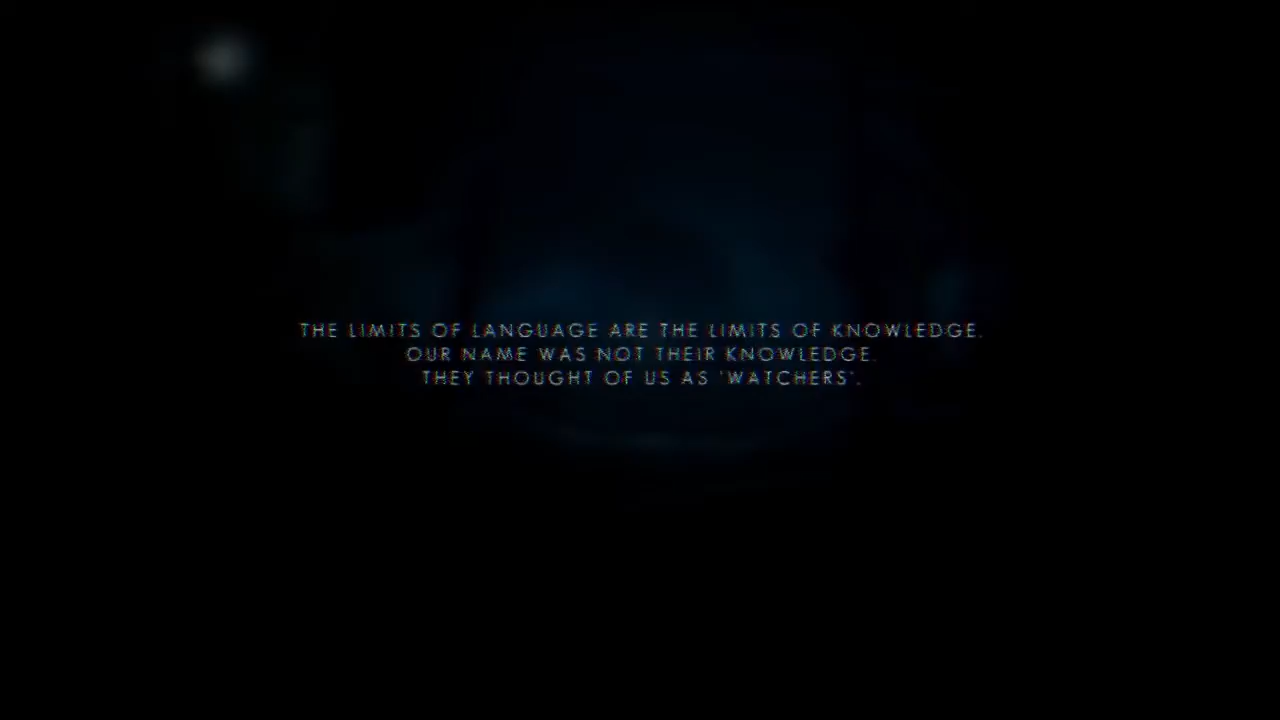 THE LIMITS OF LANGUAGE ARE THE LIMITS OF KNOWLEDGE.
OUR NAME WAS NOT THEIR KNOWLEDGE.
THEY THOUGHT OF US AS 'WATCHERS'.